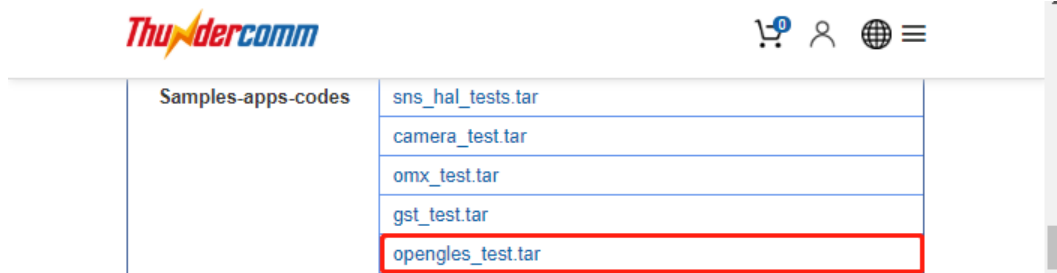 Thundercomm
0
Samples-apps-codes
sns_hal_tests.tar
camera_test.tar
omx_test.tar
gst_test.tar
opengles_test.tar